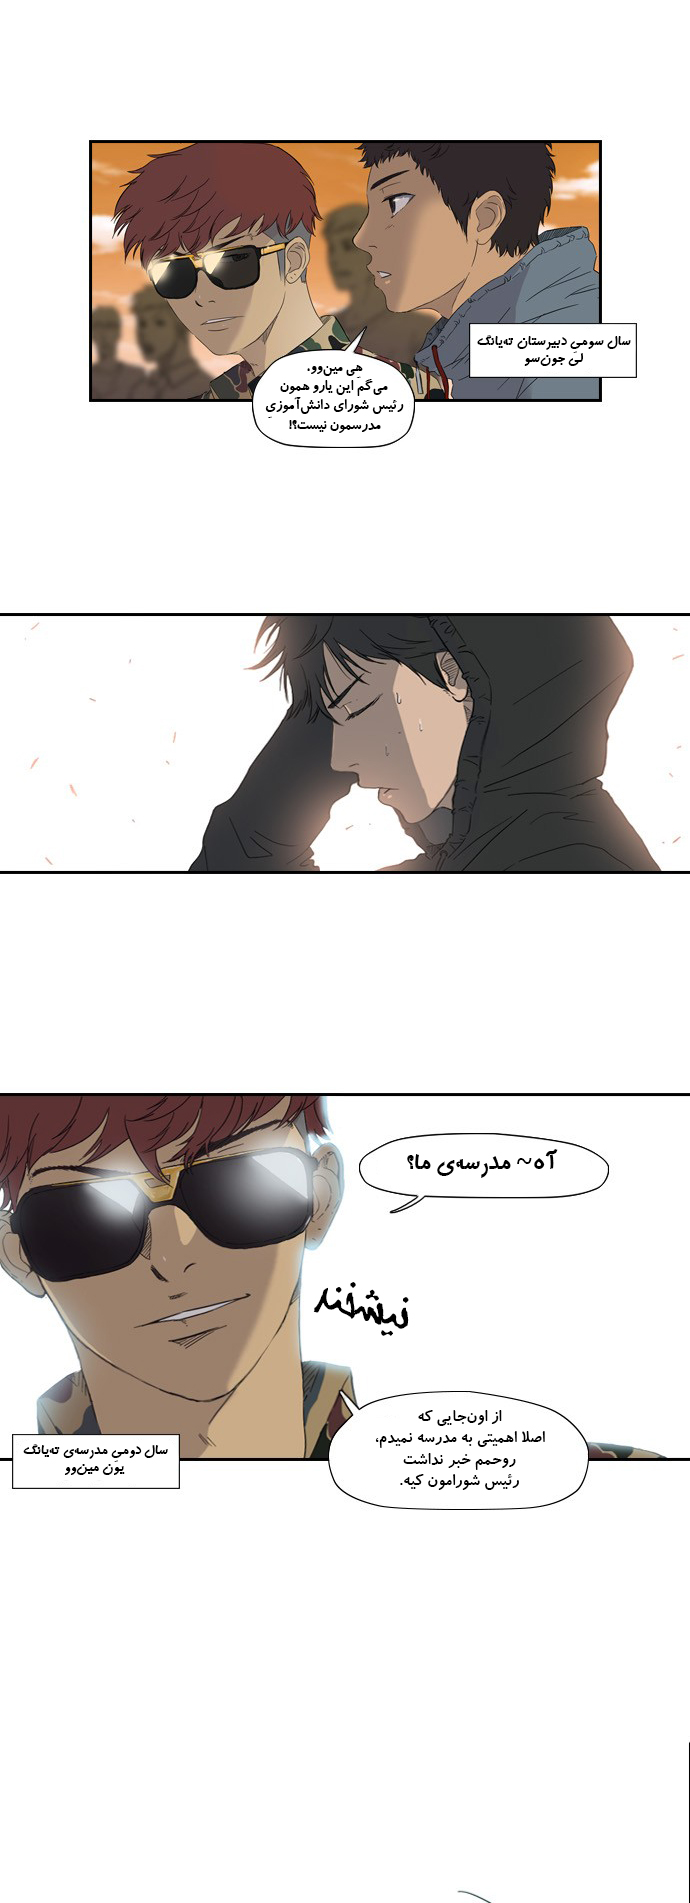 سال سومیِ دبیرستان ته‌یانگ
لی جون‌سو
هِی مین‌وو،
می‌گم این یارو همون
رئیس شورای دانش‌آموزیِ
مدرسمون نیست؟!
آه~ مدرسه‌ی ما؟
نیشخند
از اون‌جایی که
اصلا اهمیتی به مدرسه نمیدم،
روحمم خبر نداشت
رئیس شورامون کیه.
سال دومیِ مدرسه‌ی ته‌یانگ
یون مین‌وو